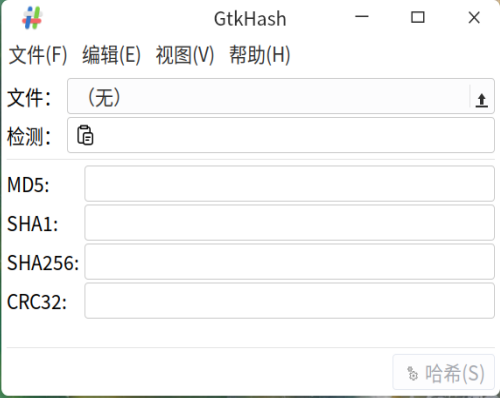 GtkHash
文件(F) 编辑(E) 视图(V) 帮助(H)
文件： （无）
检测：
MD5:
SHA1:
SHA256:
CRC32:
哈希(S)